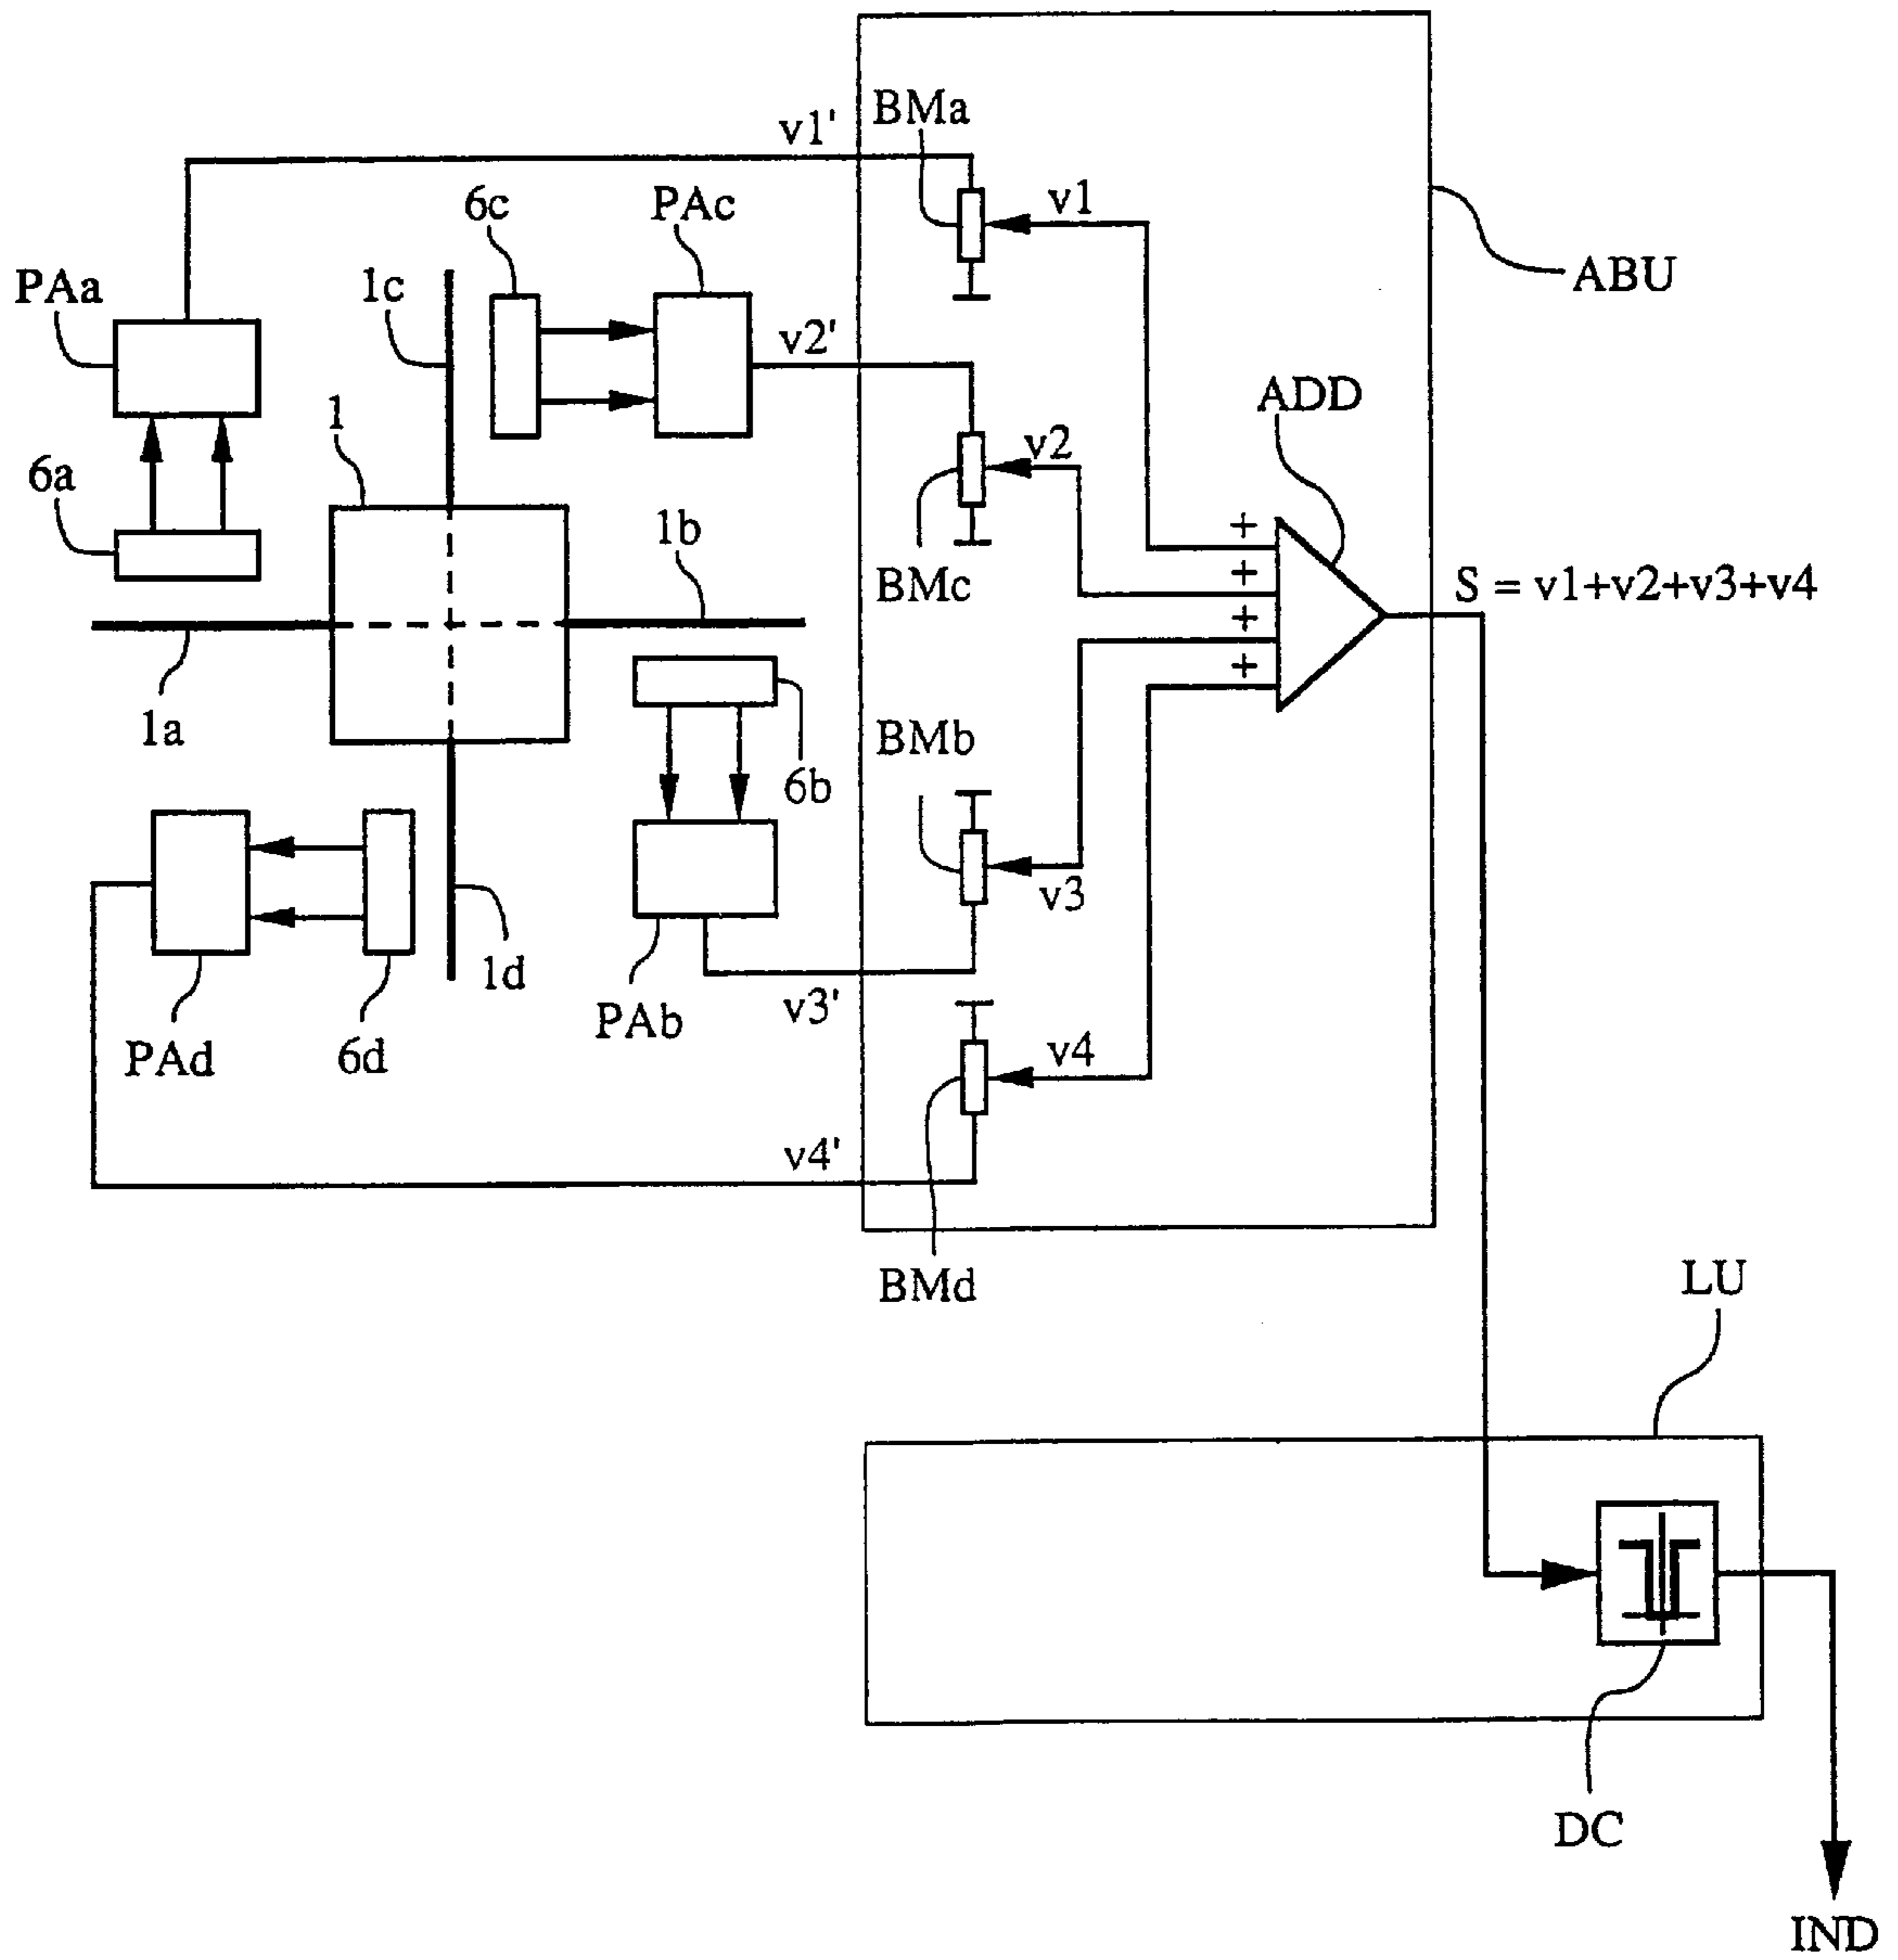 v1'
BMa
6c
PAc
v1
PAa
1c
v2'
ABU
ADD
1
v2
6a
1b
+
+
+
+
BMc
S = v1+v2+v3+v4
1a
BMb
6b
v3
1d
v3'
PAb
PAd
6d
v4
v4'
BMd
LU
DC
IND